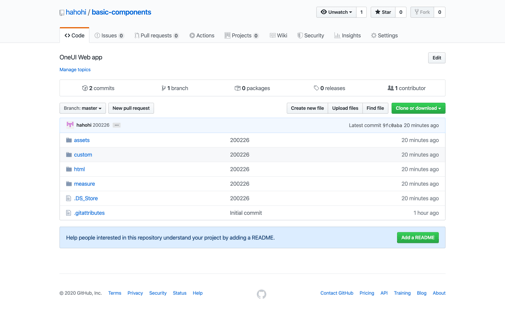 hahohi / basic-components
Unwatch 1 Star 0 Fork 0
Code Issues 0 Pull requests 0 Actions Projects 0 Wiki Security Insights Settings
OneUI Web app Edit
Manage topics
2 commits 1 branch 0 packages 0 releases 1 contributor
Branch: master New pull request Create new file Upload files Find file Clone or download
hahohi 200226 Latest commit 9fc0aba 20 minutes ago
assets 200226 20 minutes ago
custom 200226 20 minutes ago
html 200226 20 minutes ago
measure 200226 20 minutes ago
.DS_Store 200226 20 minutes ago
.gitattributes Initial commit 1 hour ago
Help people interested in this repository understand your project by adding a README. Add a README
© 2020 GitHub, Inc. Terms Privacy Security Status Help Contact GitHub Pricing API Training Blog About